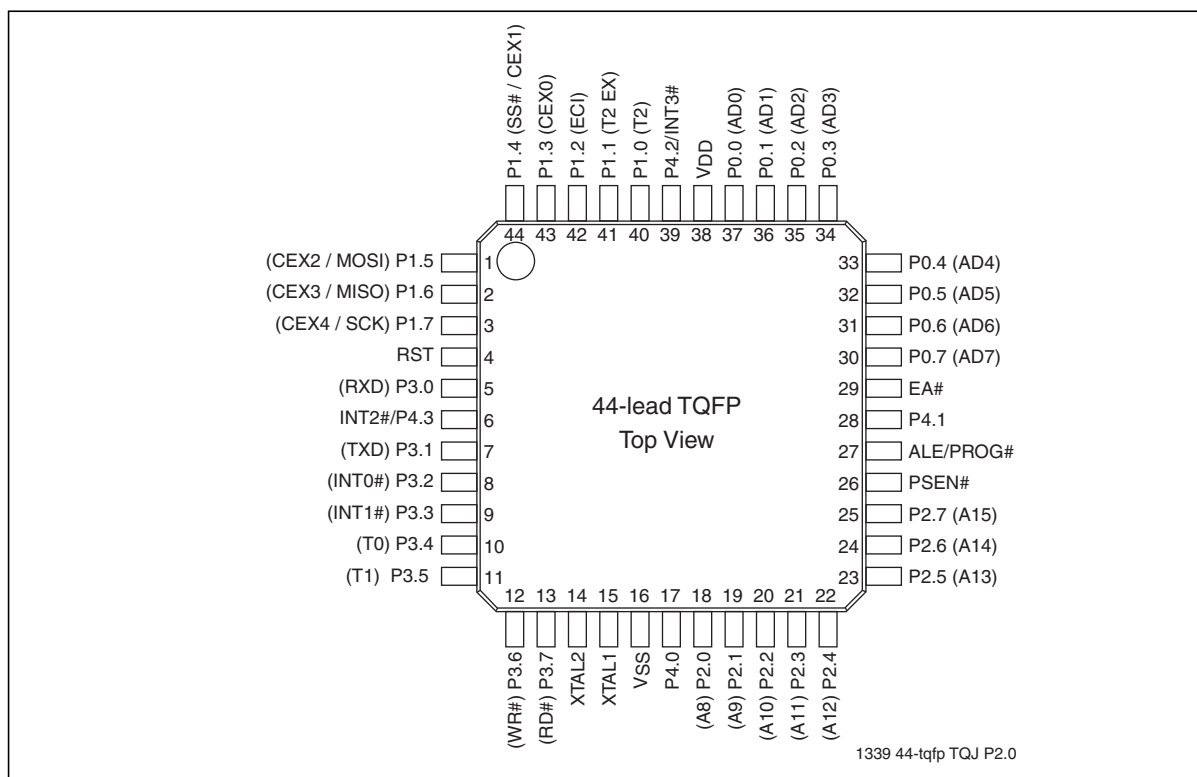 P1.4 (SS# / CEX1)
P1.3 (CEX0)
P1.2 (ECI)
P1.1 (T2 EX)
P1.0 (T2)
P4.2/INT3#
VDD
P0.0 (AD0)
P0.1 (AD1)
P0.2 (AD2)
P0.3 (AD3)
44 43 42 41 40 39 38 37 36 35 34
(CEX2 / MOSI) P1.5 1
(CEX3 / MISO) P1.6 2
(CEX4 / SCK) P1.7 3
RST 4
(RXD) P3.0 5
INT2#/P4.3 6
(TXD) P3.1 7
(INT0#) P3.2 8
(INT1#) P3.3 9
(T0) P3.4 10
(T1) P3.5 11
44-lead TQFP
Top View
33 P0.4 (AD4)
32 P0.5 (AD5)
31 P0.6 (AD6)
30 P0.7 (AD7)
29 EA#
28 P4.1
27 ALE/PROG#
26 PSEN#
25 P2.7 (A15)
24 P2.6 (A14)
23 P2.5 (A13)
12 13 14 15 16 17 18 19 20 21 22
(WR#) P3.6
(RD#) P3.7
XTAL2
XTAL1
VSS
P4.0
(A8) P2.0
(A9) P2.1
(A10) P2.2
(A11) P2.3
(A12) P2.4
1339 44-tqfp TQJ P2.0